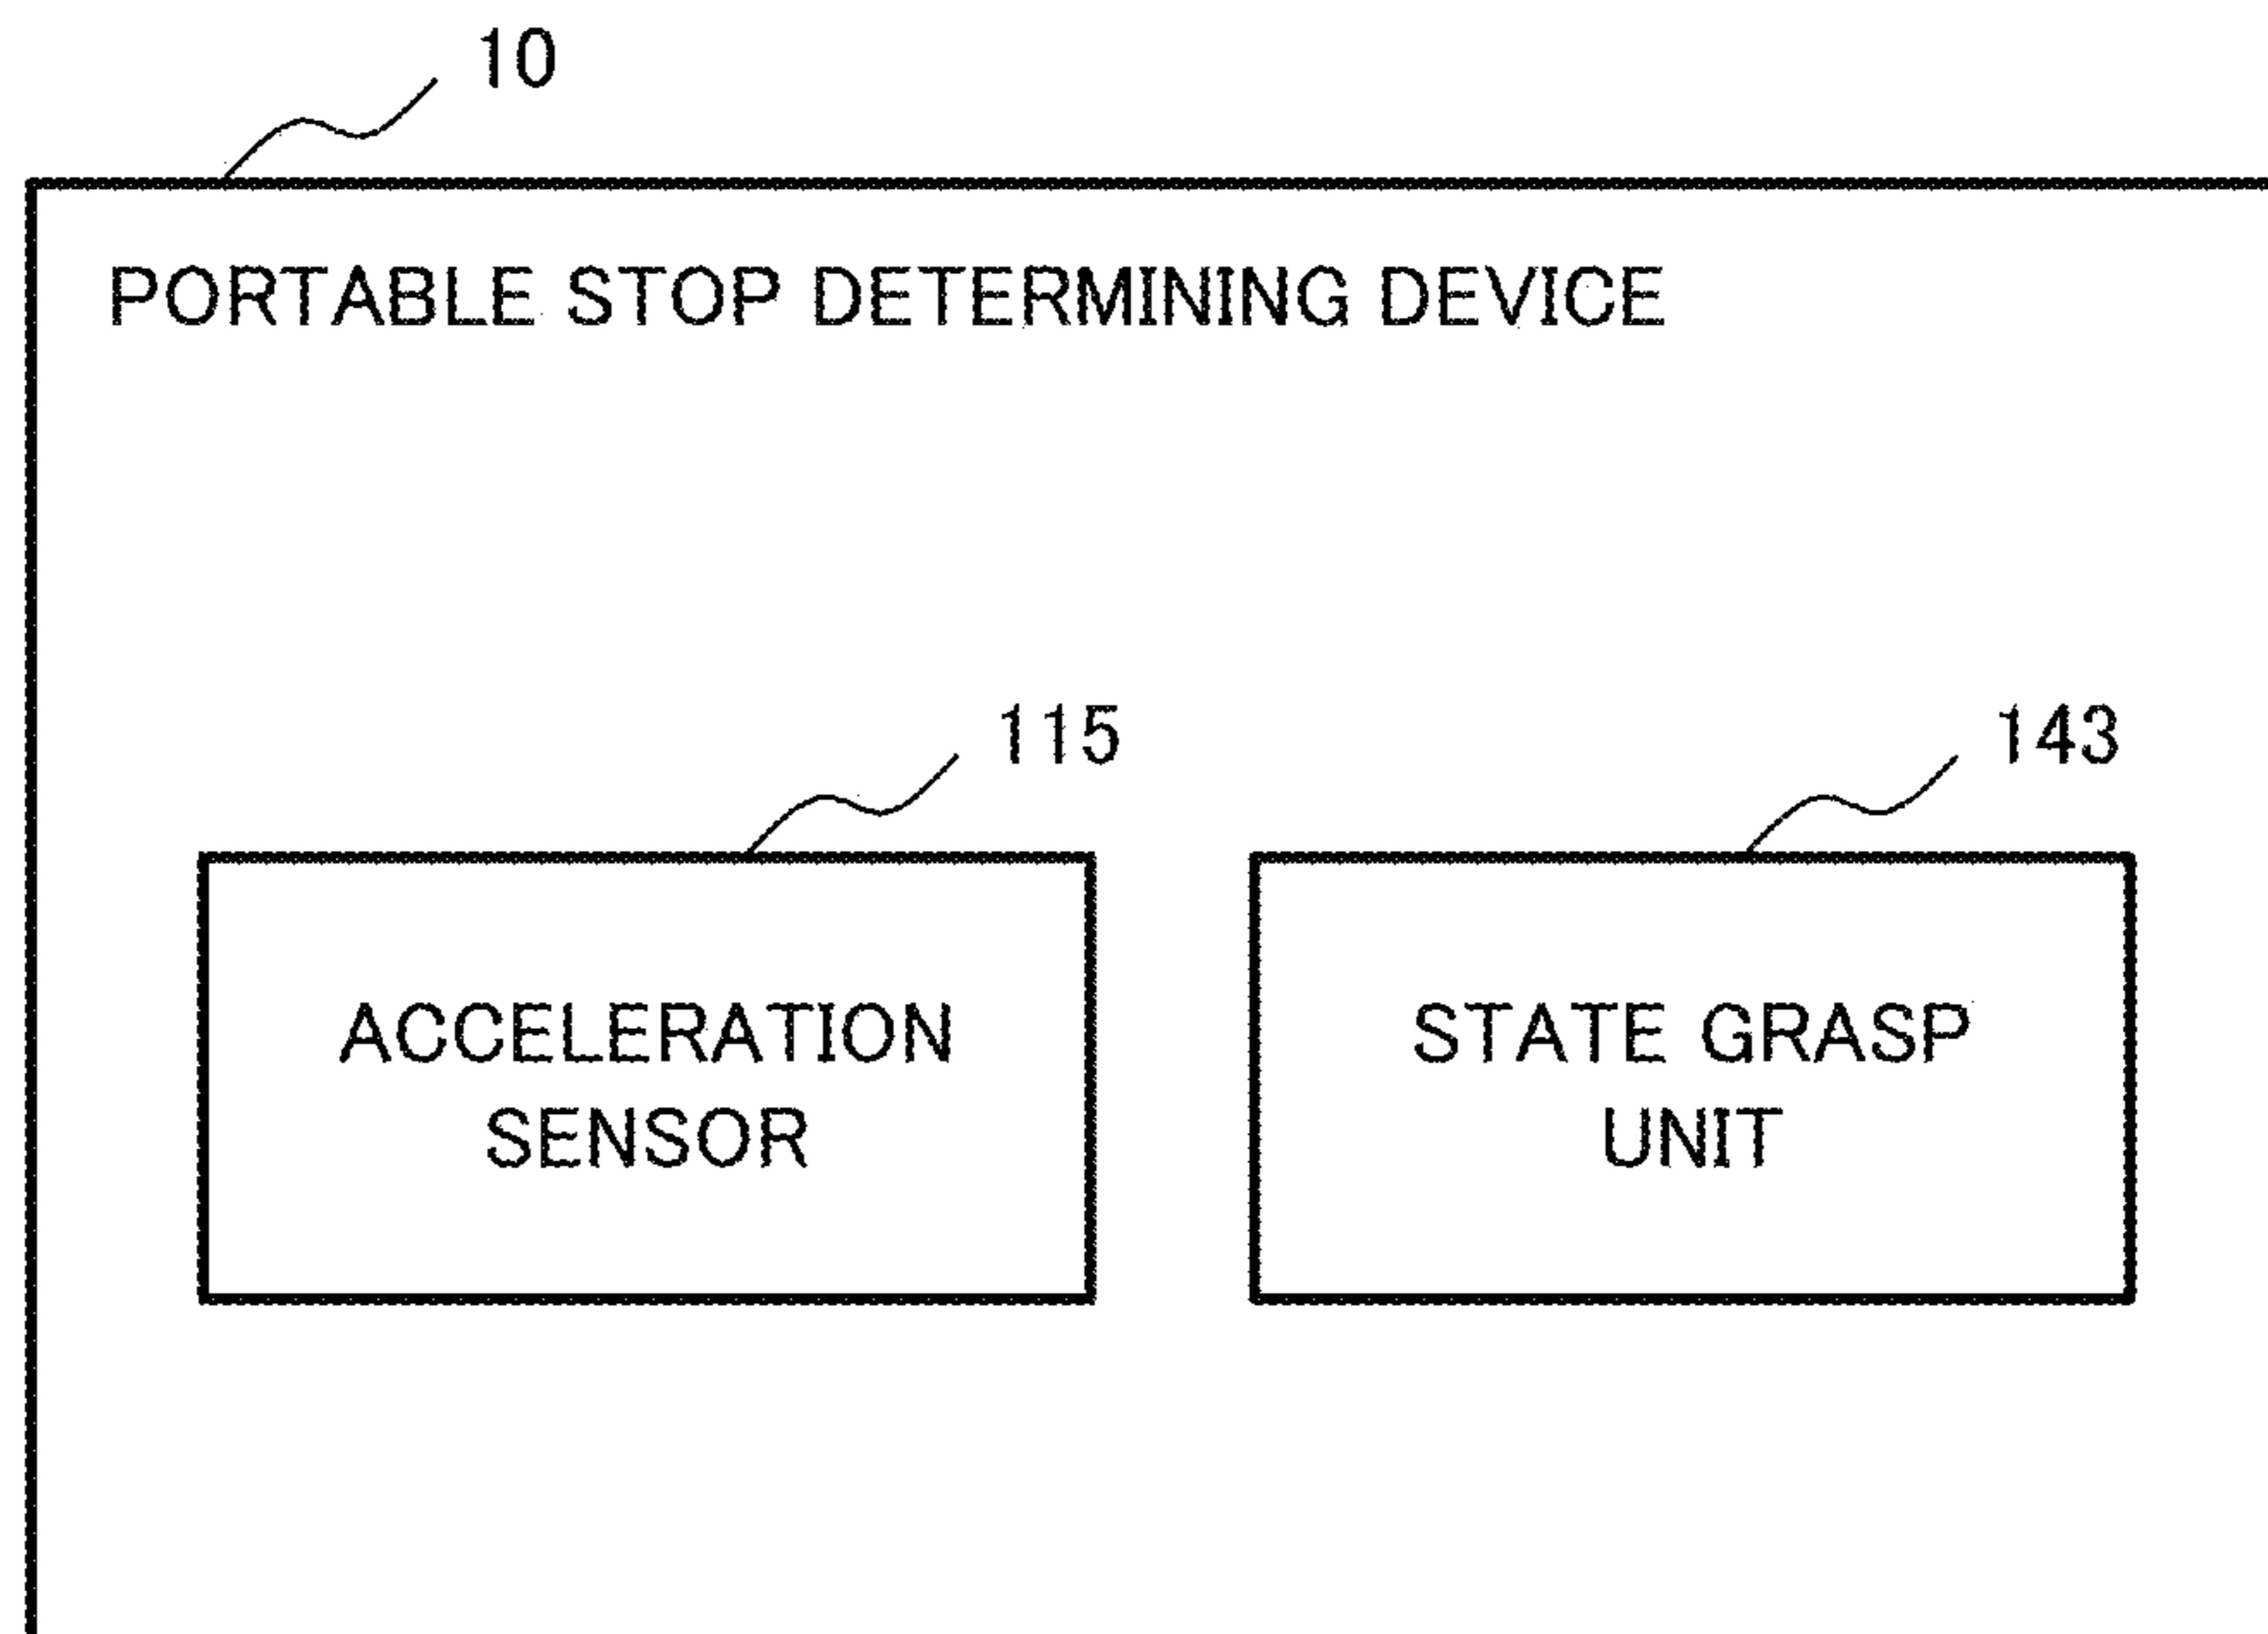 10
PORTABLE STOP DETERMINING DEVICE
115
143
ACCELERATION
SENSOR
STATE GRASP
UNIT